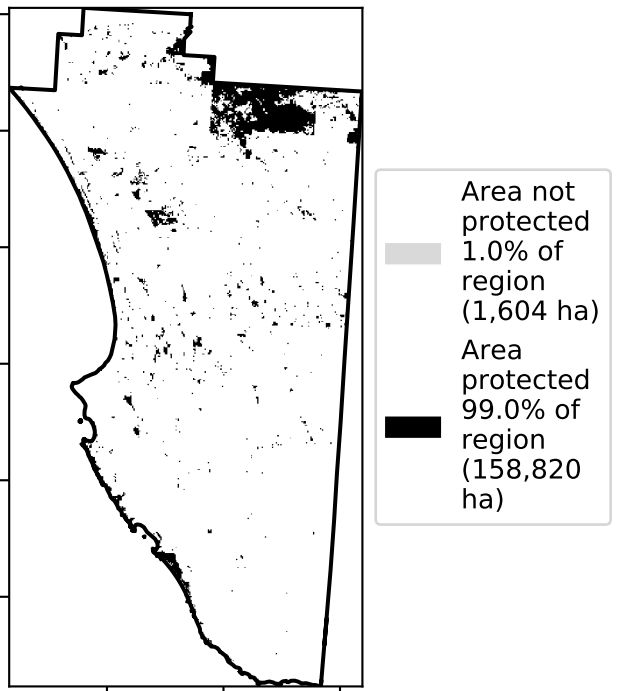 Area not
protected
1.0% of
region
(1,604 ha)
Area
protected
99.0% of
region
(158,820
ha)